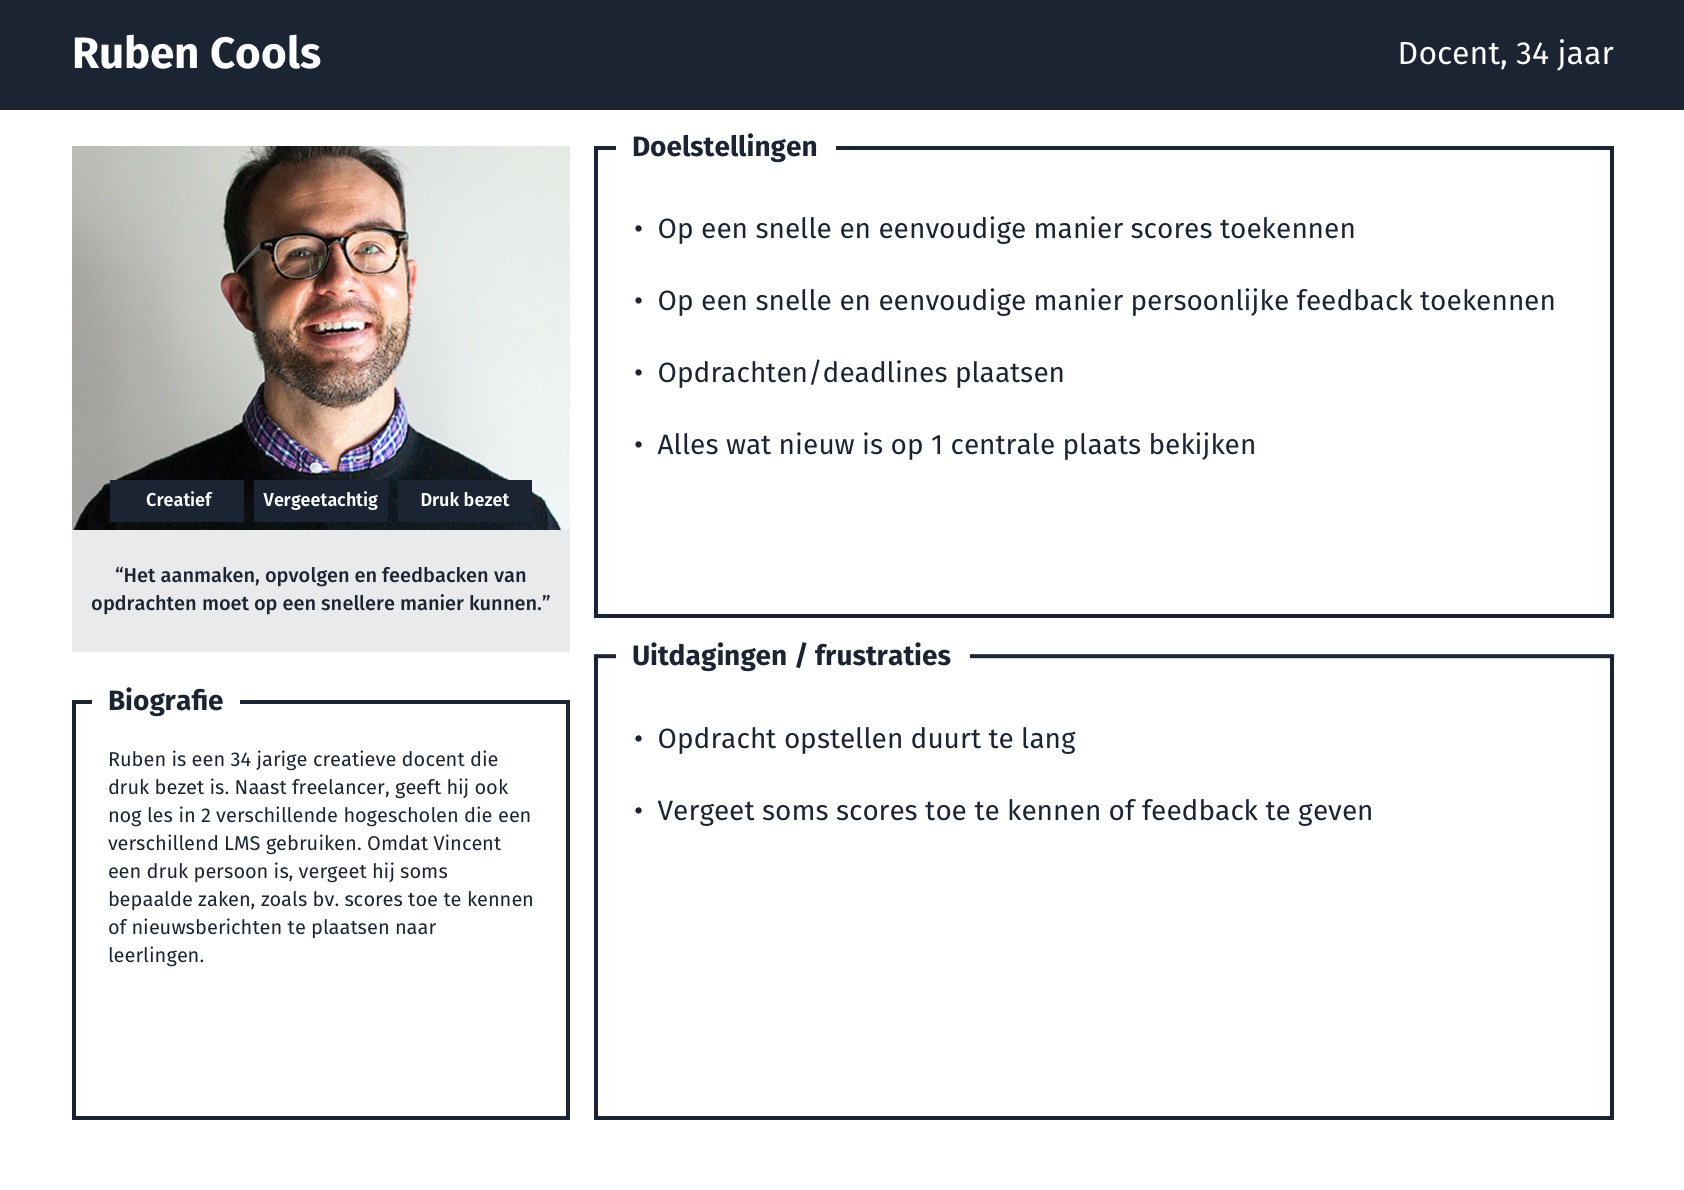 Ruben Cools
Docent, 34 jaar
Creatief
Vergeetachtig
Druk bezet
“Het aanmaken, opvolgen en feedbacken van
opdrachten moet op een snellere manier kunnen.”
Biografie
Ruben is een 34 jarige creatieve docent die
druk bezet is. Naast freelancer, geeft hij ook
nog les in 2 verschillende hogescholen die een
verschillend LMS gebruiken. Omdat Vincent
een druk persoon is, vergeet hij soms
bepaalde zaken, zoals bv. scores toe te kennen
of nieuwsberichten te plaatsen naar
leerlingen.
Doelstellingen
• Op een snelle en eenvoudige manier scores toekennen
• Op een snelle en eenvoudige manier persoonlijke feedback toekennen
• Opdrachten/deadlines plaatsen
• Alles wat nieuw is op 1 centrale plaats bekijken
Uitdagingen / frustraties
• Opdracht opstellen duurt te lang
• Vergeet soms scores toe te kennen of feedback te geven